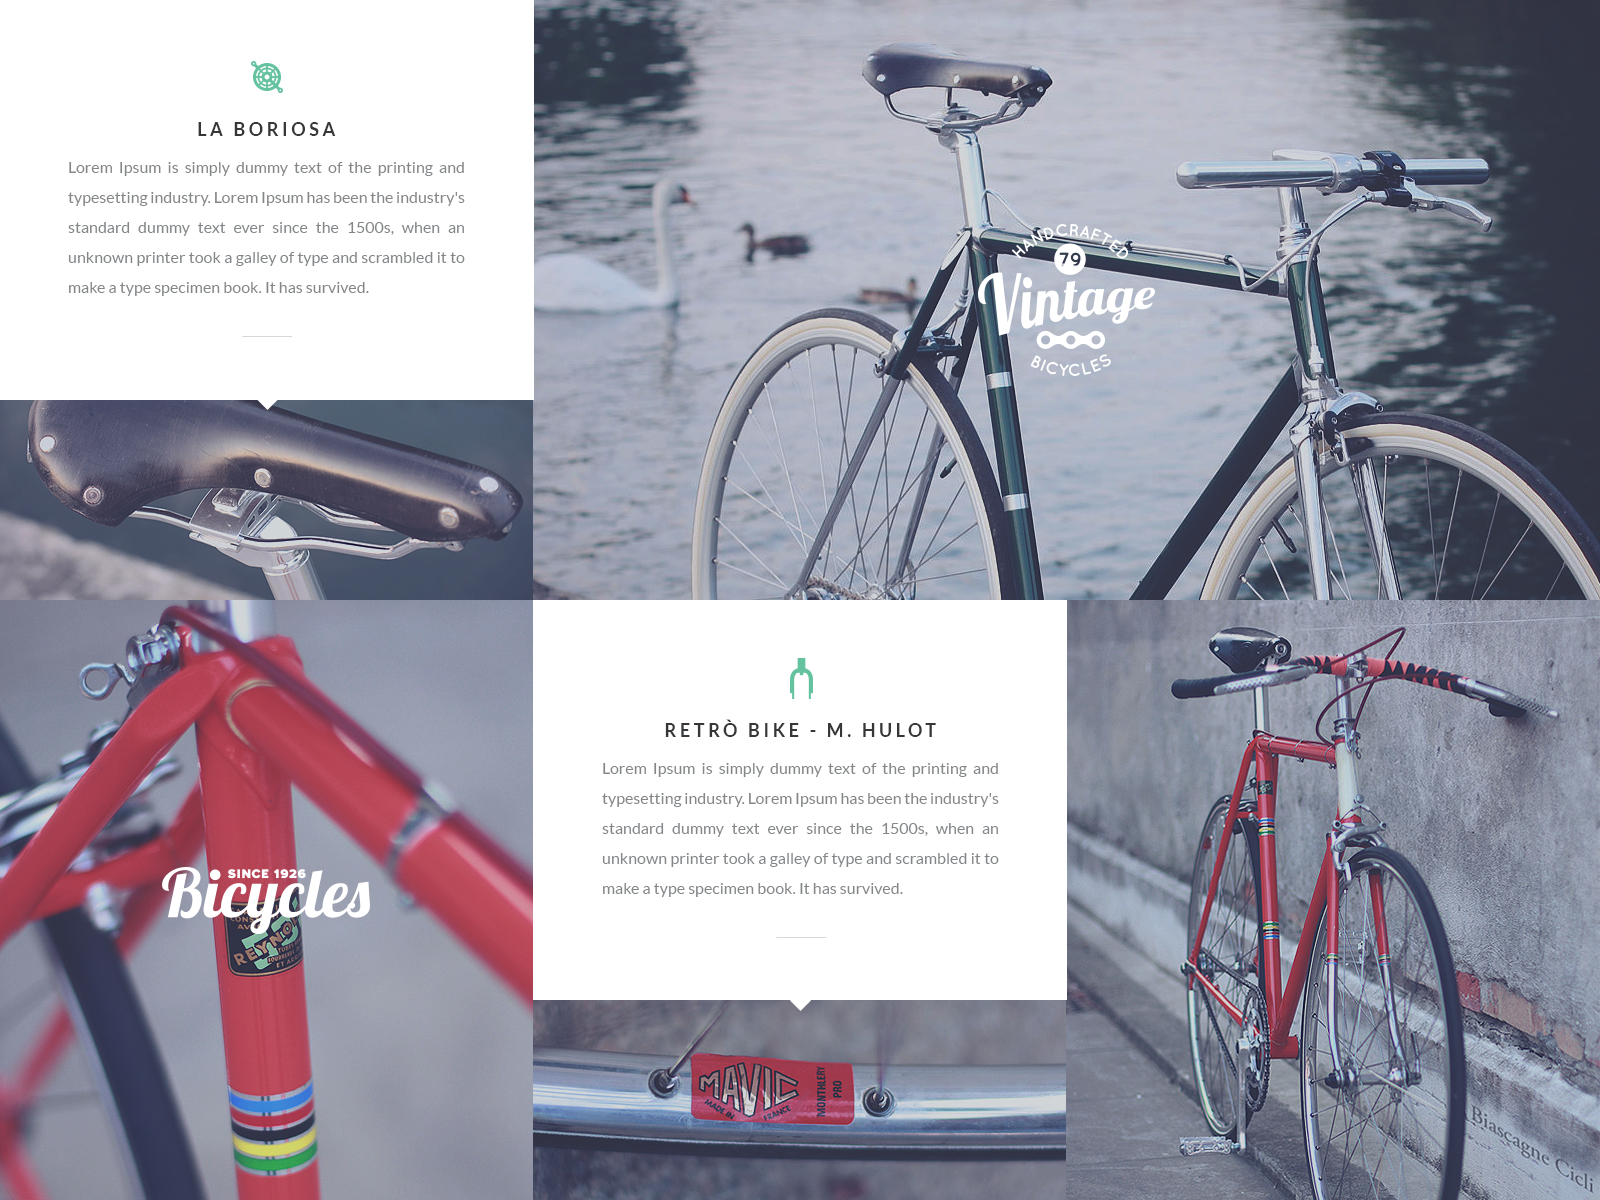 LA BORIOSA
Lorem Ipsum is simply dummy text of the printing and
typesetting industry. Lorem Ipsum has been the industry's
standard dummy text ever since the 1500s, when an
unknown printer took a galley of type and scrambled it to
make a type specimen book. It has survived.
HANDCRAFTED
79
Vintage
BICYCLES
SINCE 1926
Bicycles
REYNO
RETRÒ BIKE - M. HULOT
Lorem Ipsum is simply dummy text of the printing and
typesetting industry. Lorem Ipsum has been the industry's
standard dummy text ever since the 1500s, when an
unknown printer took a galley of type and scrambled it to
make a type specimen book. It has survived.
MAVIC
MADE IN FRANCE
MONTHLERY
PRO
Biascagne Cicli